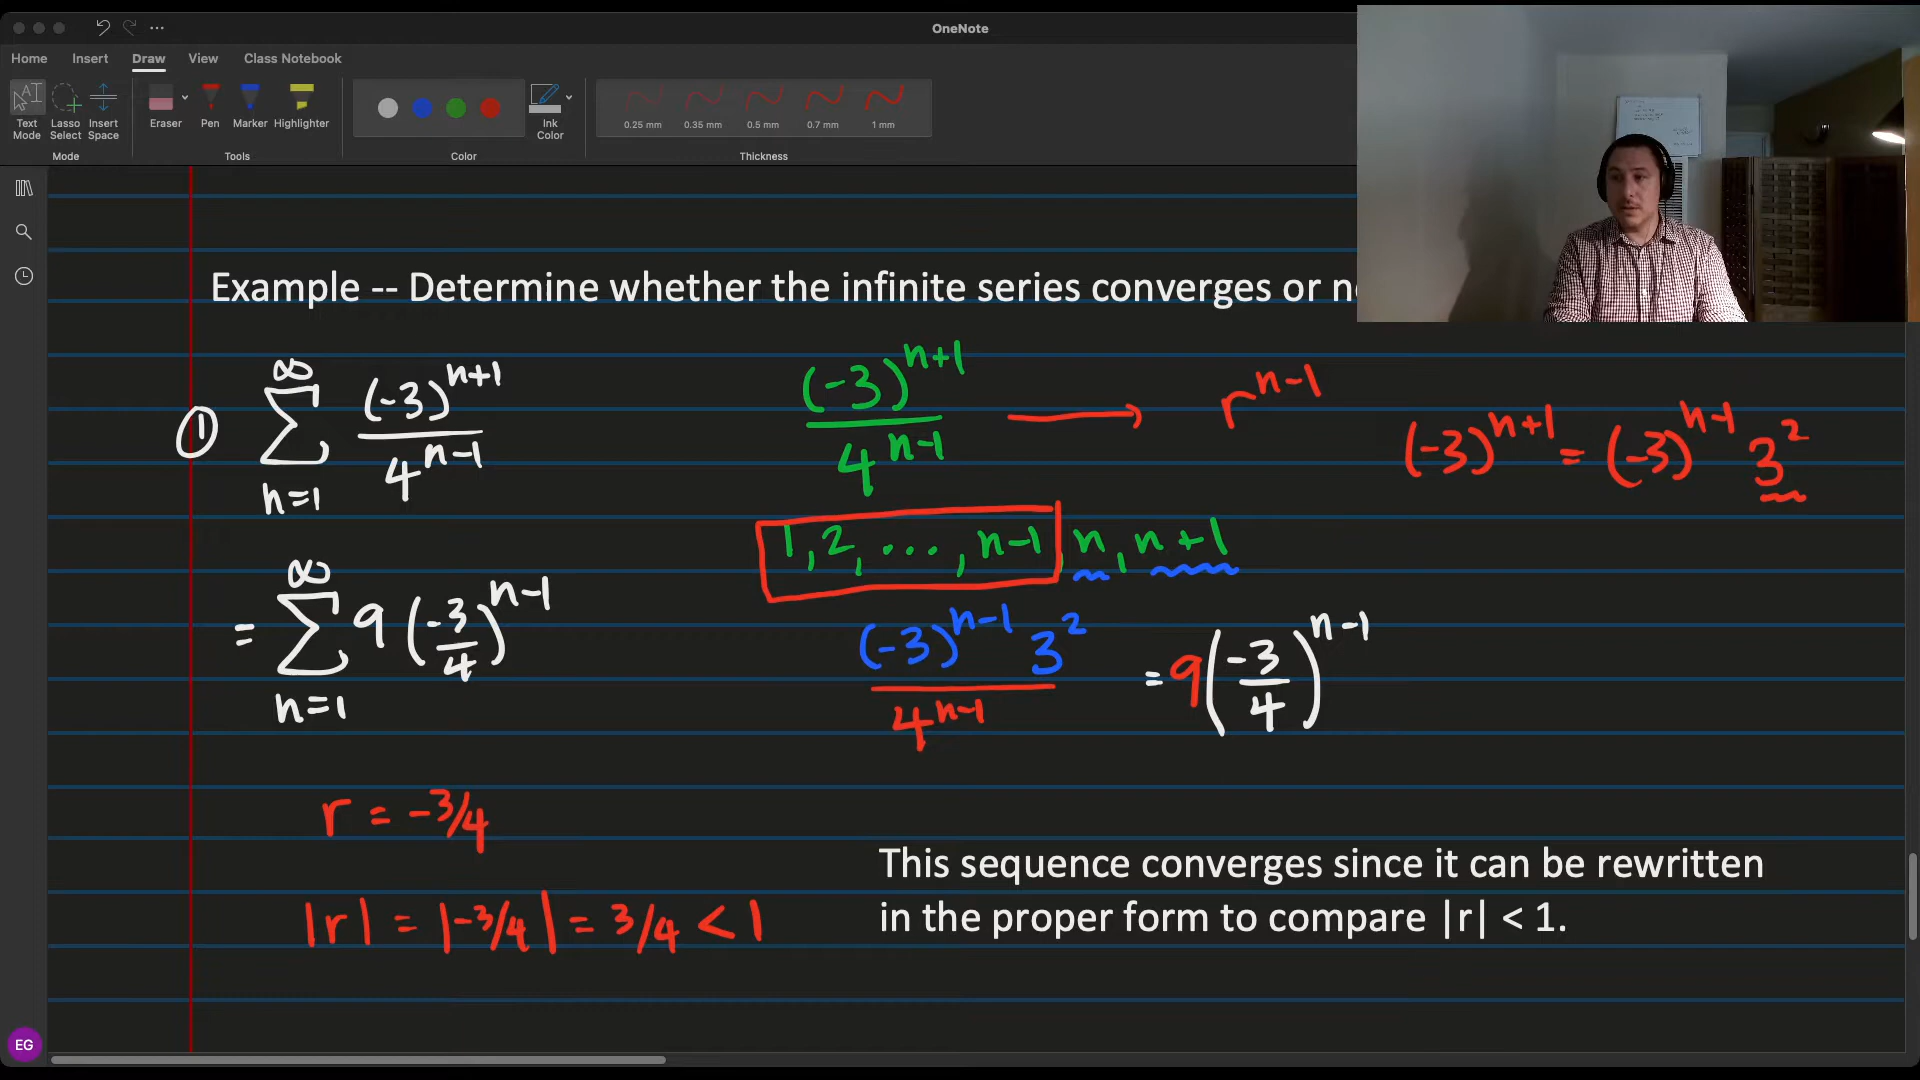 OneNote
Home Insert Draw View Class Notebook
Text Mode Lasso Select Insert Space Eraser Pen Marker Highlighter Ink Color 0.25 mm 0.35 mm 0.5 mm 0.7 mm 1 mm
Mode Tools Color Thickness
Example -- Determine whether the infinite series converges or
① ∞ ∑ n=1 (-3)^{n+1} / 4^{n-1}
(-3)^{n+1} / 4^{n-1} → r^{n-1}
(-3)^{n+1} = (-3)^{n-1} 3^2
1, 2, ..., n-1, n, n+1
= ∞ ∑ n=1 9 (-3/4)^{n-1}
(-3)^{n-1} 3^2 / 4^{n-1} = 9 (-3/4)^{n-1}
r = -3/4
|r| = |-3/4| = 3/4 < 1
This sequence converges since it can be rewritten
in the proper form to compare |r| < 1.
EG